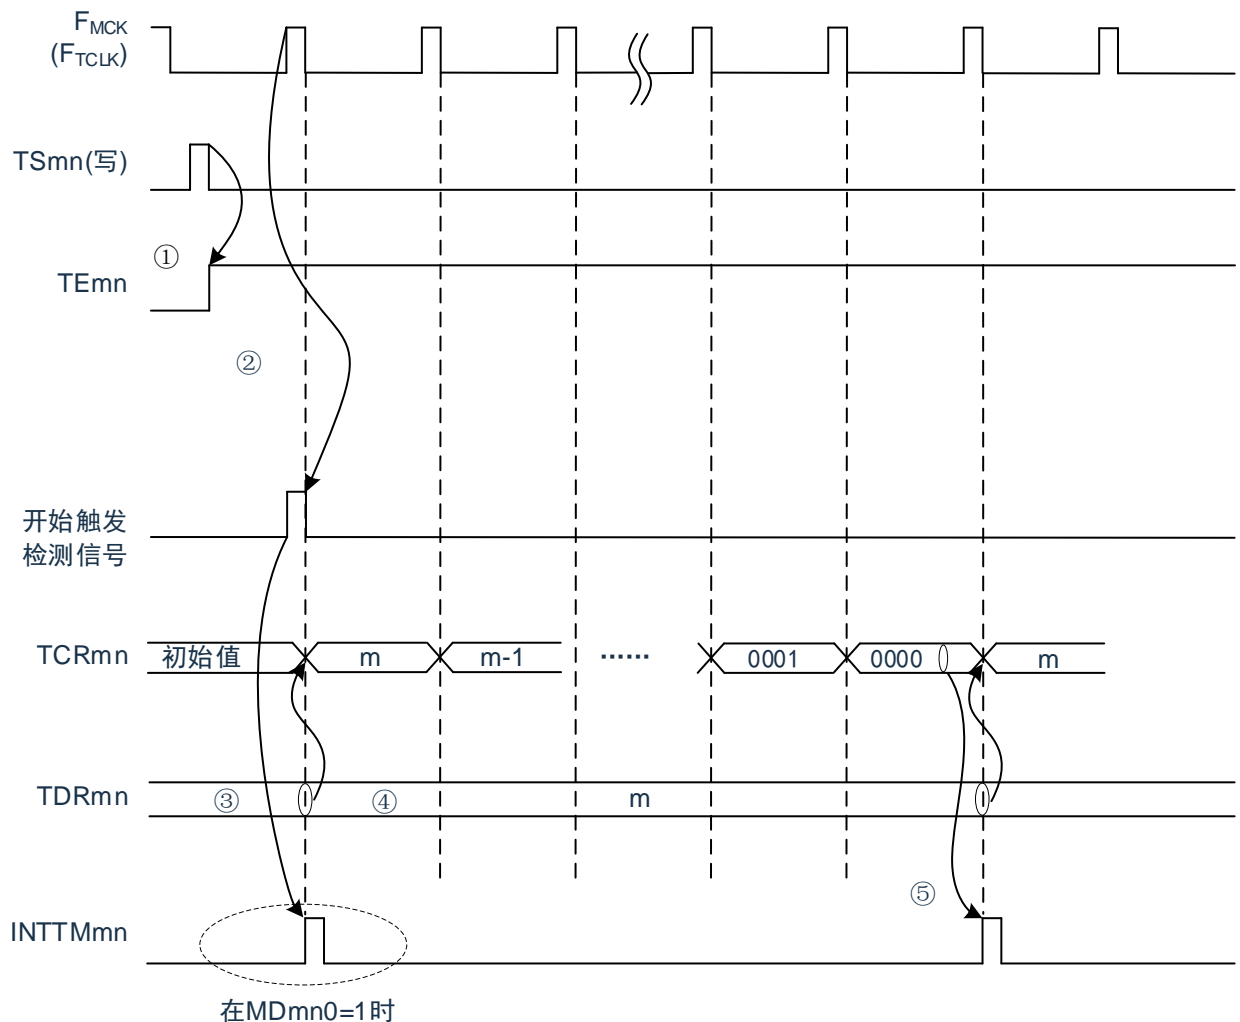 FMCK
(FTCLK)
TSmn(写)
①
TEmn
②
开始触发
检测信号
TCRmn 初始值 m m-1 ······ 0001 0000 m
TDRmn ③ ④ m
⑤
INTTMmn
在MDmn0=1时